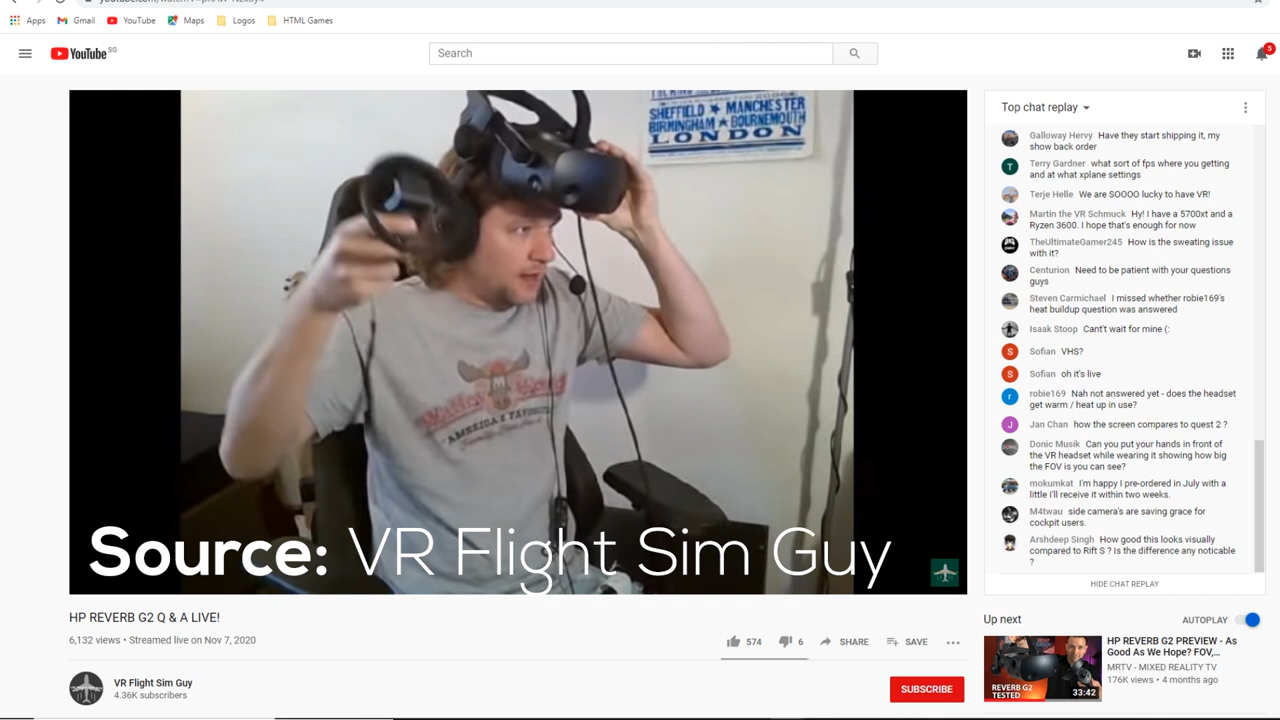 Apps Gmail YouTube Maps Logos HTML Games
YouTube SG
Search
5
SHEFFIELD ★ MANCHESTER
BIRMINGHAM ★ BOURNEMOUTH
LONDON
AMERICA'S FAVORITE
Source: VR Flight Sim Guy
HP REVERB G2 Q & A LIVE!
6,132 views • Streamed live on Nov 7, 2020
574 6 SHARE SAVE
VR Flight Sim Guy
4.36K subscribers
SUBSCRIBE
Top chat replay
Galloway Hervy Have they start shipping it, my
show back order
T
Terry Gardner what sort of fps where you getting
and at what xplane settings
Terje Helle We are SOOOO lucky to have VR!
Martin the VR Schmuck Hy! I have a 5700xt and a
Ryzen 3600. I hope that's enough for now
TheUltimateGamer245 How is the sweating issue
with it?
Centurion Need to be patient with your questions
guys
Steven Carmichael I missed whether robie169's
heat buildup question was answered
Isaak Stoop Cant't wait for mine (:
S Sofian VHS?
S Sofian oh it's live
r robie169 Nah not answered yet - does the headset
get warm / heat up in use?
J Jan Chan how the screen compares to quest 2 ?
Donic Musik Can you put your hands in front of
the VR headset while wearing it showing how big
the FOV is you can see?
mokumkat I'm happy I pre-ordered in July with a
little I'll receive it within two weeks.
M4twau side camera's are saving grace for
cockpit users.
Arshdeep Singh How good this looks visually
compared to Rift S ? Is the difference any noticable
?
HIDE CHAT REPLAY
Up next AUTOPLAY
REVERB G2
TESTED
33:42
HP REVERB G2 PREVIEW - As
Good As We Hope? FOV,...
MRTV - MIXED REALITY TV
176K views • 4 months ago